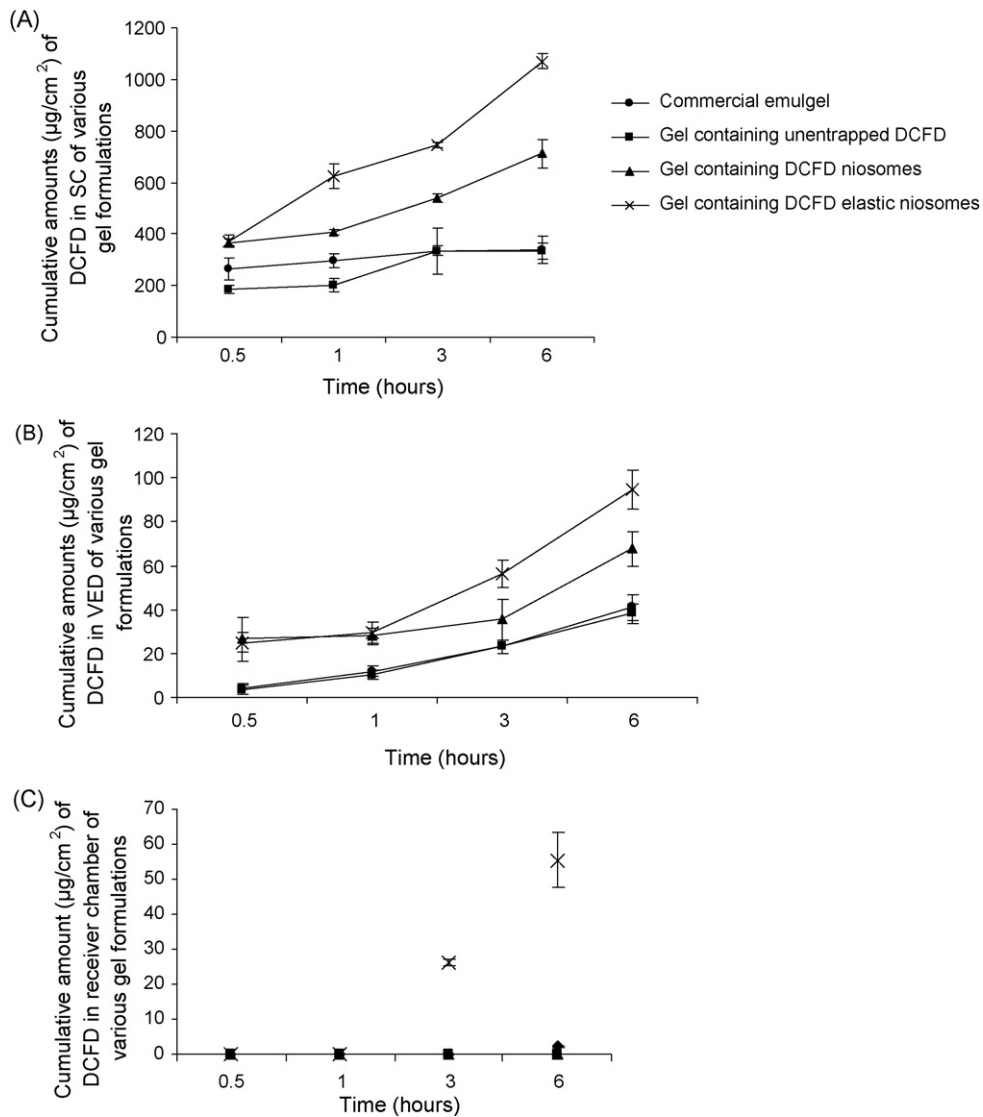 (A)
Cumulative amounts (µg/cm²) of
DCFD in SC of various
gel formulations
1200
1000
800
600
400
200
0
0.5 1 3 6
Time (hours)
Commercial emulgel
Gel containing unentrapped DCFD
Gel containing DCFD niosomes
Gel containing DCFD elastic niosomes
(B)
Cumulative amounts (µg/cm²) of
DCFD in VED of various gel
formulations
120
100
80
60
40
20
0
0.5 1 3 6
Time (hours)
(C)
Cumulative amount (µg/cm²) of
DCFD in receiver chamber of
various gel formulations
70
60
50
40
30
20
10
0
0.5 1 3 6
Time (hours)